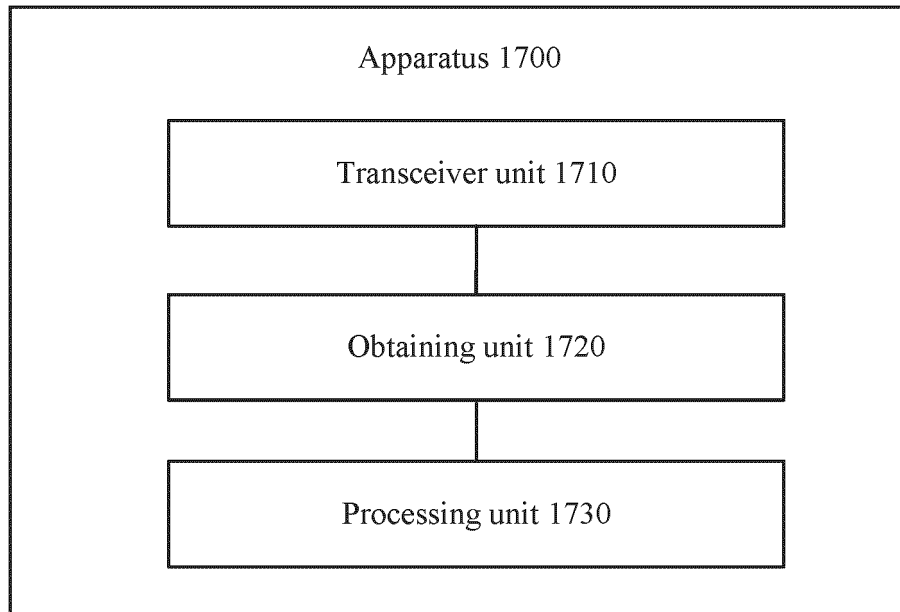 Apparatus 1700
Transceiver unit 1710
Obtaining unit 1720
Processing unit 1730